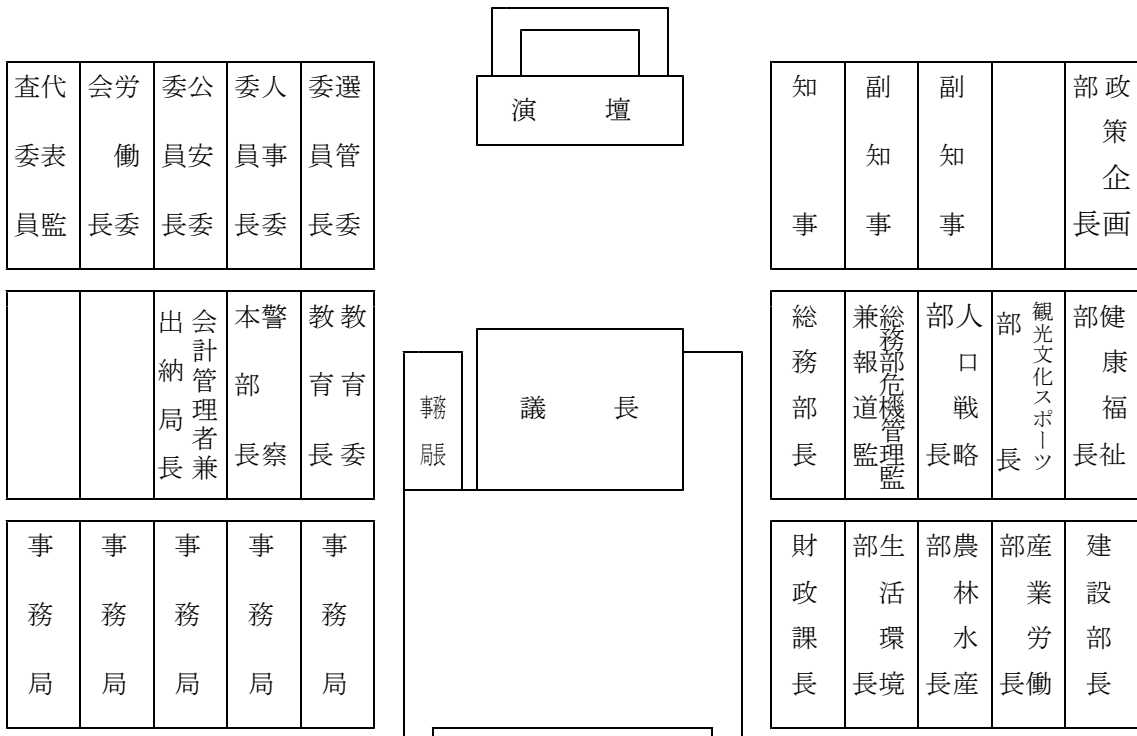 演壇
代表監査委員
労働委会長
公安委委員長
人事委委員長
選管委委員長
知事
副知事
副知事
政策企画部長
会計管理者兼出納局長
警察本部長
教育委教育長
事務局長
議長
総務部長
総務部危機管理監兼報道監
人口戦略部長
観光文化スポーツ部長
健康福祉部長
事務局
事務局
事務局
事務局
事務局
財政課長
生活環境部長
農林水産部長
産業労働部長
建設部長